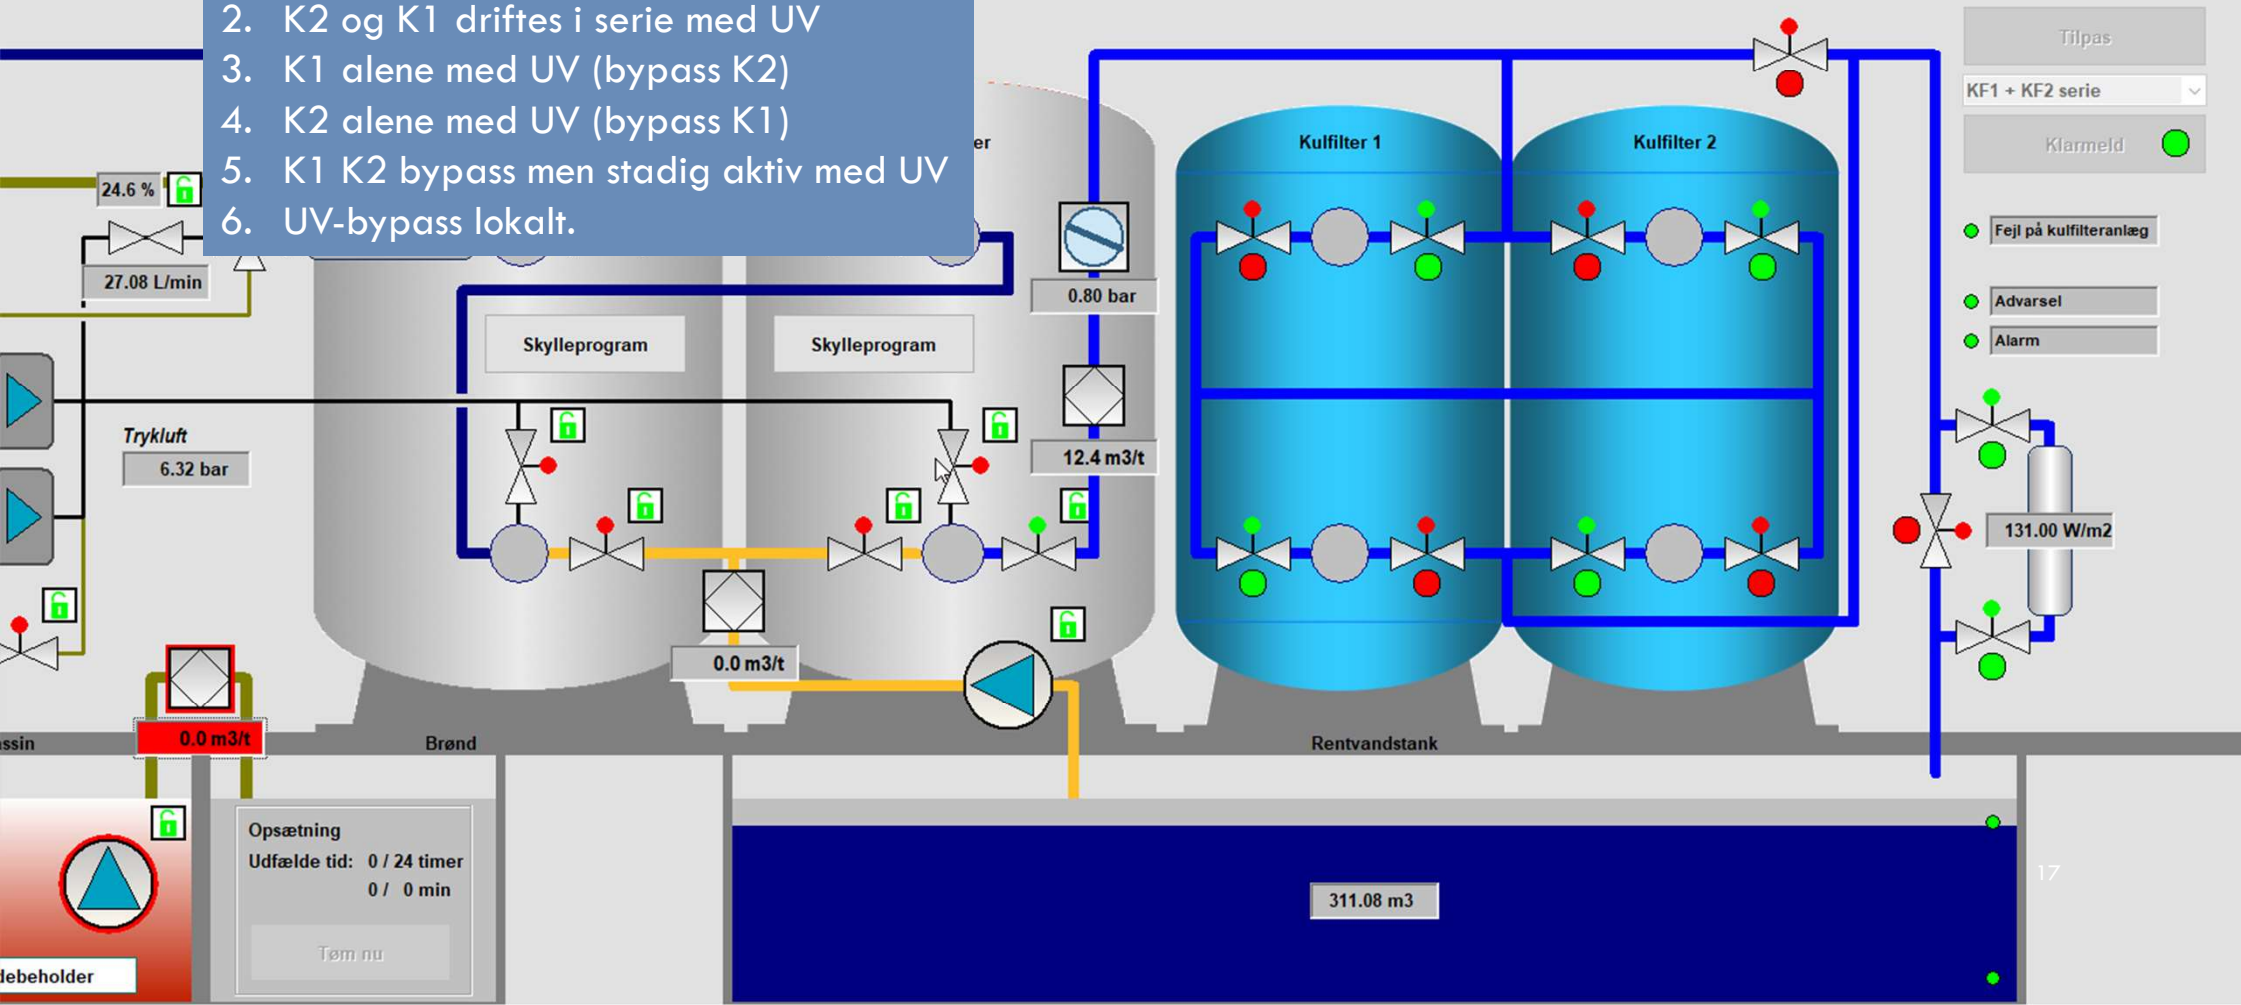 2. K2 og K1 driftes i serie med UV
3. K1 alene med UV (bypass K2)
4. K2 alene med UV (bypass K1)
5. K1 K2 bypass men stadig aktiv med UV
6. UV-bypass lokalt.
Tilpas
KF1 + KF2 serie
Klarmeld
er
Kulfilter 1
Kulfilter 2
24.6 %
27.08 L/min
Fejl på kulfilteranlæg
0.80 bar
Advarsel
Alarm
Skylleprogram
Skylleprogram
Trykluft
6.32 bar
12.4 m3/t
131.00 W/m2
0.0 m3/t
0.0 m3/t
ssin
Brønd
Rentvandstank
Opsætning
Udfælde tid: 0 / 24 timer
0 / 0 min
Tøm nu
311.08 m3
17
debeholder